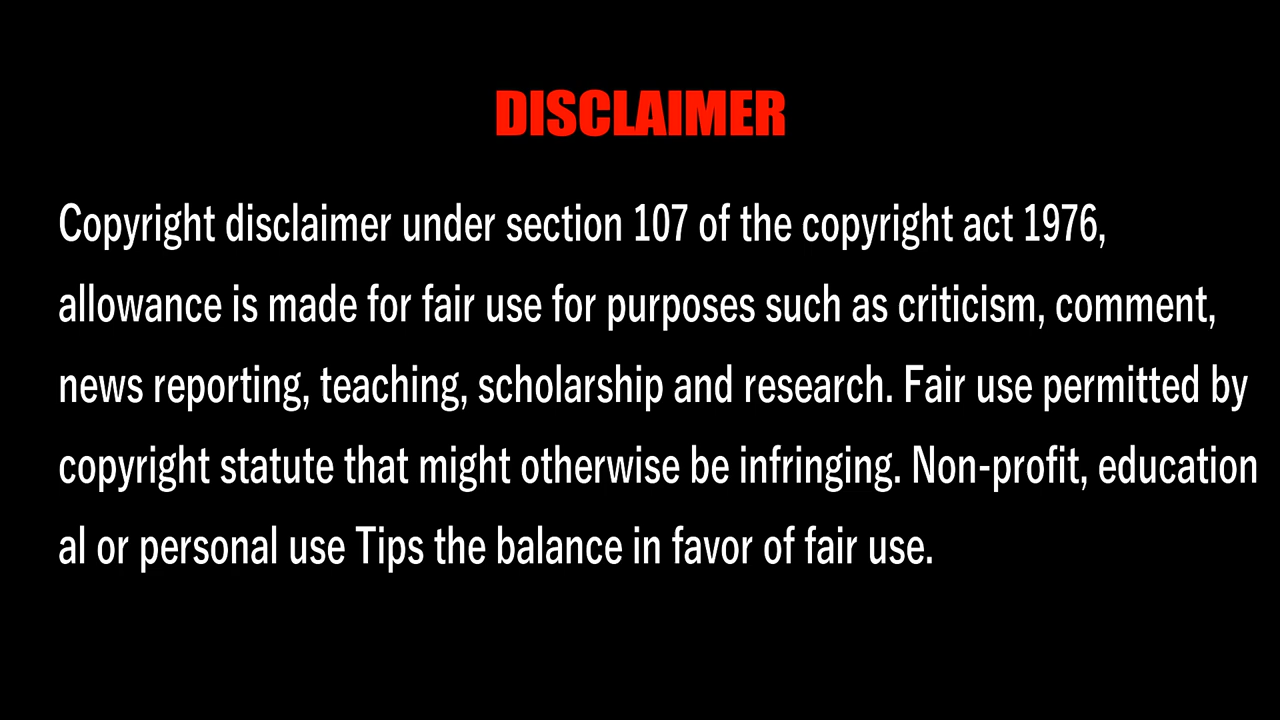 DISCLAIMER
Copyright disclaimer under section 107 of the copyright act 1976,
allowance is made for fair use for purposes such as criticism, comment,
news reporting, teaching, scholarship and research. Fair use permitted by
copyright statute that might otherwise be infringing. Non-profit, education
al or personal use Tips the balance in favor of fair use.